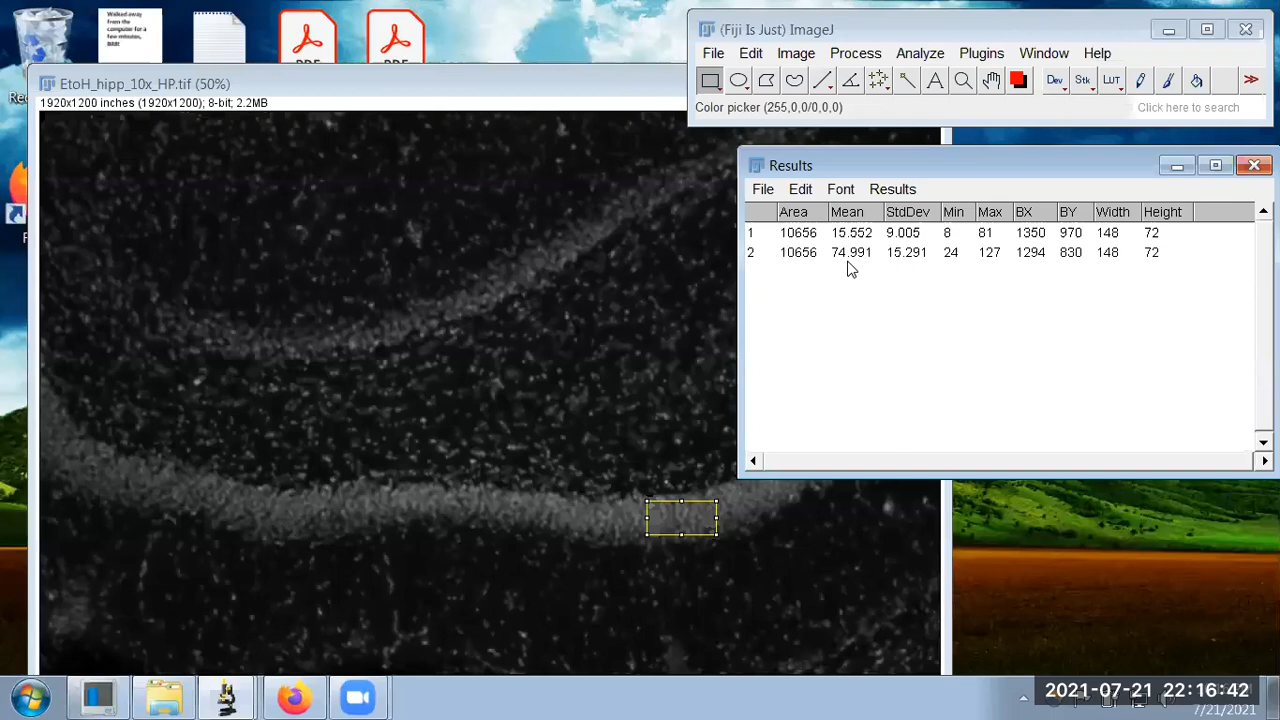 Walked away
from the
computer for a
few minutes,
PDF
PDF
(Fiji Is Just) Im
File Edit Image Process Analyze Plugins Window Help
Dev Stk LUT
Color picker (255,0,0/0,0,0)
Click here to search
EtoH_hipp_10x_HP.tif (50%)
1920x1200 inches (1920x1200); 8-bit; 2.2MB
Results
File Edit Font Results
Area Mean StdDev Min Max BX BY Width Height
1 10656 15.552 9.005 8 81 1350 970 148 72
2 10656 74.991 15.291 24 127 1294 830 148 72
2021-07-21 22:16:42
7/21/2021